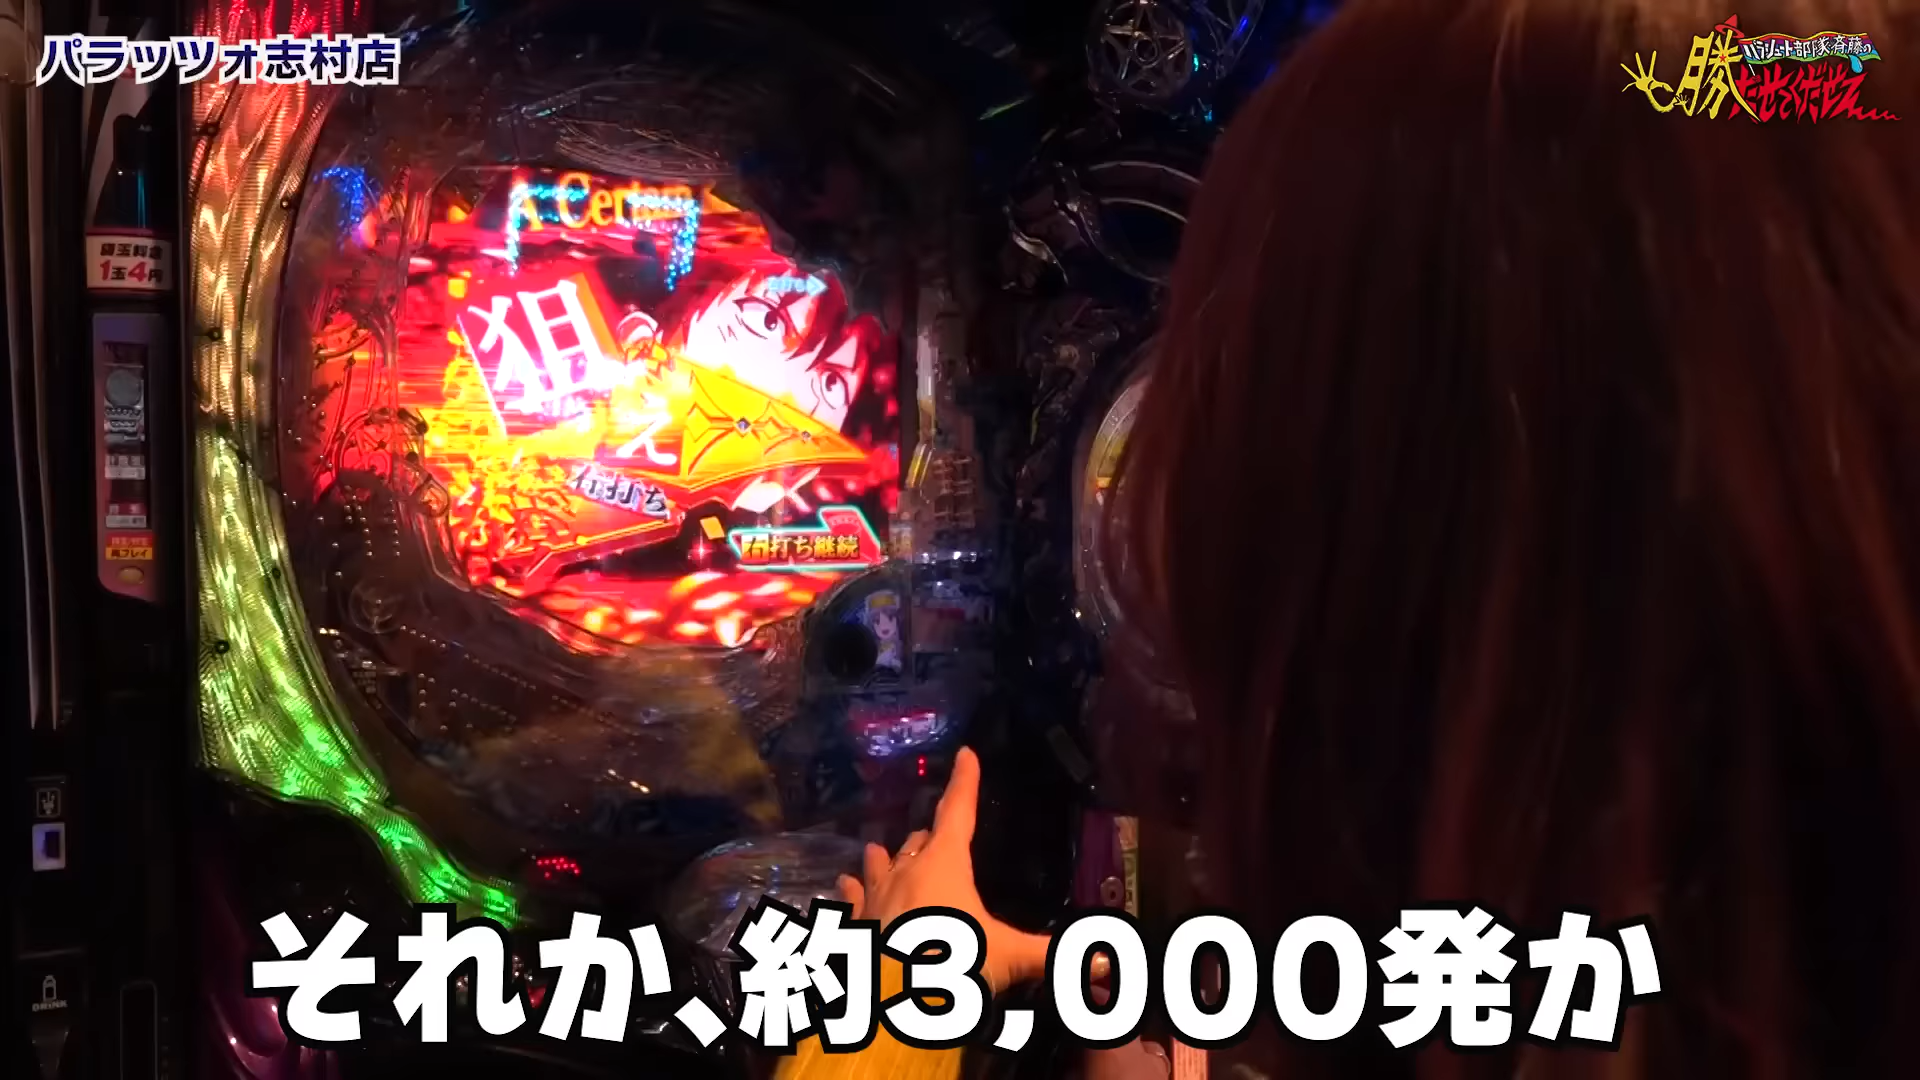 パラッツォ志村店
パラシュート部隊斉藤の
勝たせてくださぇ
貸玉料金
1玉4円
A Certain
狙え
右打ち
右打ち継続
DRINK
それか、約3,000発か